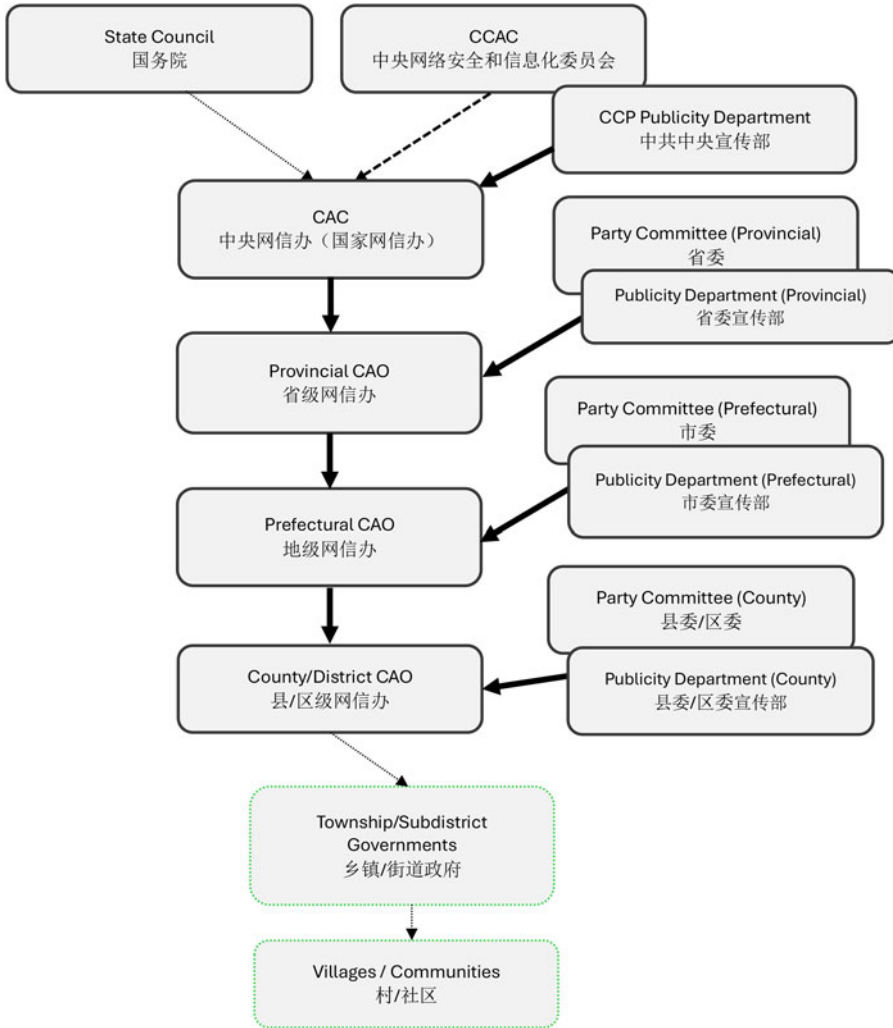 State Council
国务院
CCAC
中央网络安全和信息化委员会
CCP Publicity Department
中共中央宣传部
CAC
中央网信办（国家网信办）
Party Committee (Provincial)
省委
Publicity Department (Provincial)
省委宣传部
Provincial CAO
省级网信办
Party Committee (Prefectural)
市委
Publicity Department (Prefectural)
市委宣传部
Prefectural CAO
地级网信办
Party Committee (County)
县委/区委
County/District CAO
县/区级网信办
Publicity Department (County)
县委/区委宣传部
Township/Subdistrict
Governments
乡镇/街道政府
Villages / Communities
村/社区